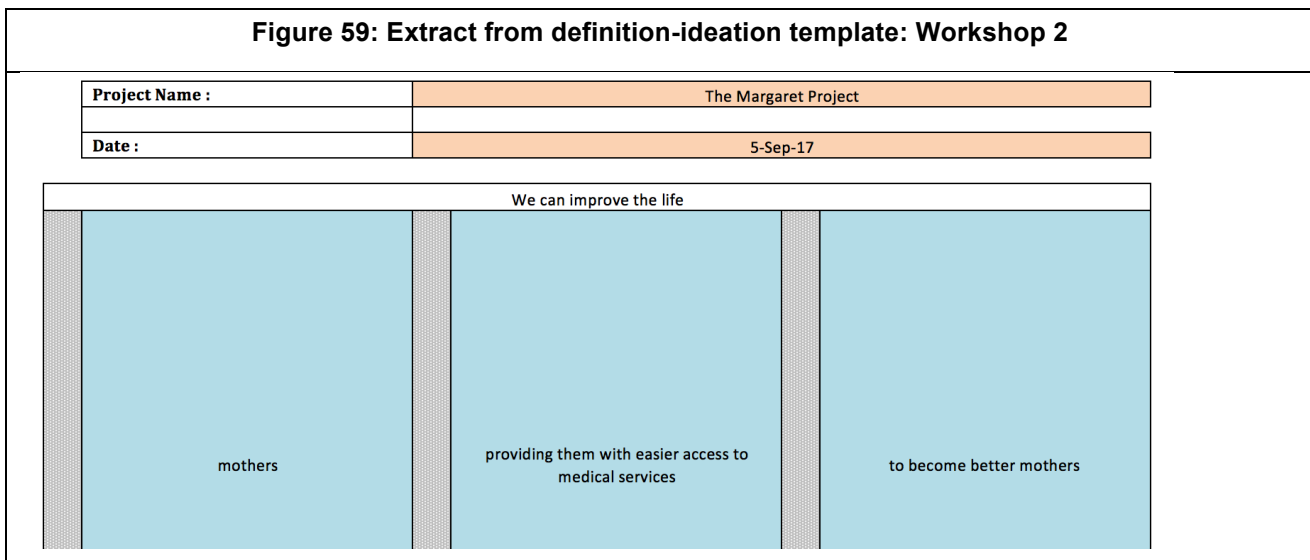 Figure 59: Extract from definition-ideation template: Workshop 2
Project Name : The Margaret Project
Date : 5-Sep-17
We can improve the life
mothers
providing them with easier access to
medical services
to become better mothers